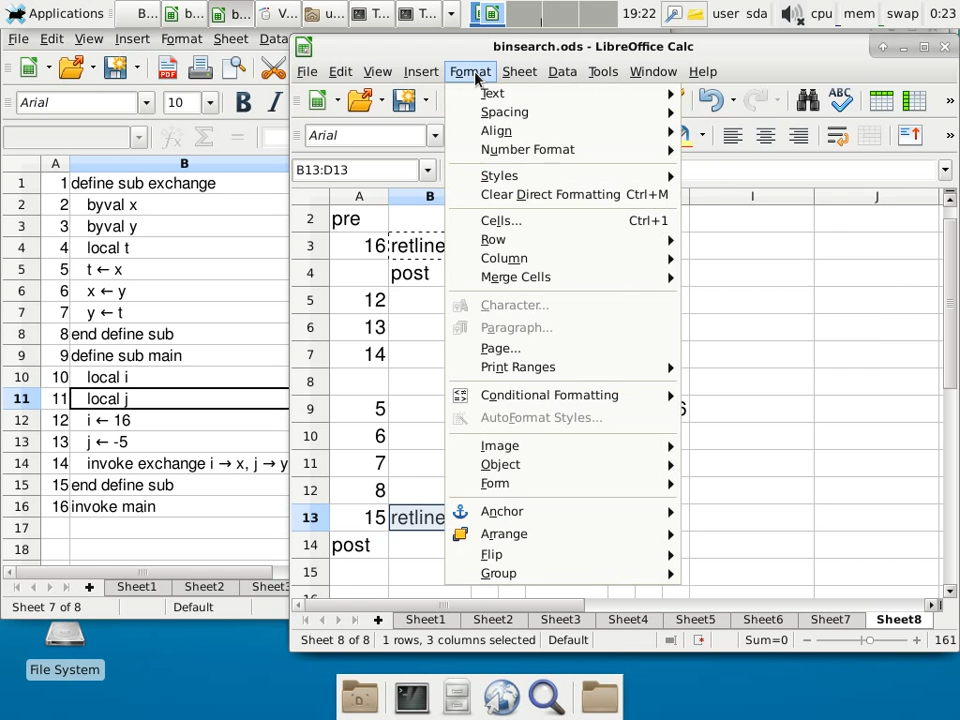 B... b... b... V... u... T... T... 19:22 user sda cpu mem swap 0:23
File Edit View Insert Format Sheet Data
Arial 10 B I
A B
1 1 define sub exchange
2 2 byval x
3 3 byval y
4 4 local t
5 5 t ← x
6 6 x ← y
7 7 y ← t
8 8 end define sub
9 9 define sub main
10 10 local i
11 11 local j
12 12 i ← 16
13 13 j ← -5
14 14 invoke exchange i → x, j → y
15 15 end define sub
16 16 invoke main
17
18
Sheet1 Sheet2 Sheet3
Sheet 7 of 8 Default
File System
binsearch.ods - LibreOffice Calc
File Edit View Insert Format Sheet Data Tools Window Help
Arial
B13:D13
A B I J
2 pre
3 16 retline
4 post
5 12
6 13
7 14
8
9 5 6
10 6
11 7
12 8
13 15 retline
14 post
15
Text
Spacing
Align
Number Format
Styles
Clear Direct Formatting Ctrl+M
Cells... Ctrl+1
Row
Column
Merge Cells
Character...
Paragraph...
Page...
Print Ranges
Conditional Formatting
AutoFormat Styles...
Image
Object
Form
Anchor
Arrange
Flip
Group
Sheet1 Sheet2 Sheet3 Sheet4 Sheet5 Sheet6 Sheet7 Sheet8
Sheet 8 of 8 1 rows, 3 columns selected Default Sum=0 161